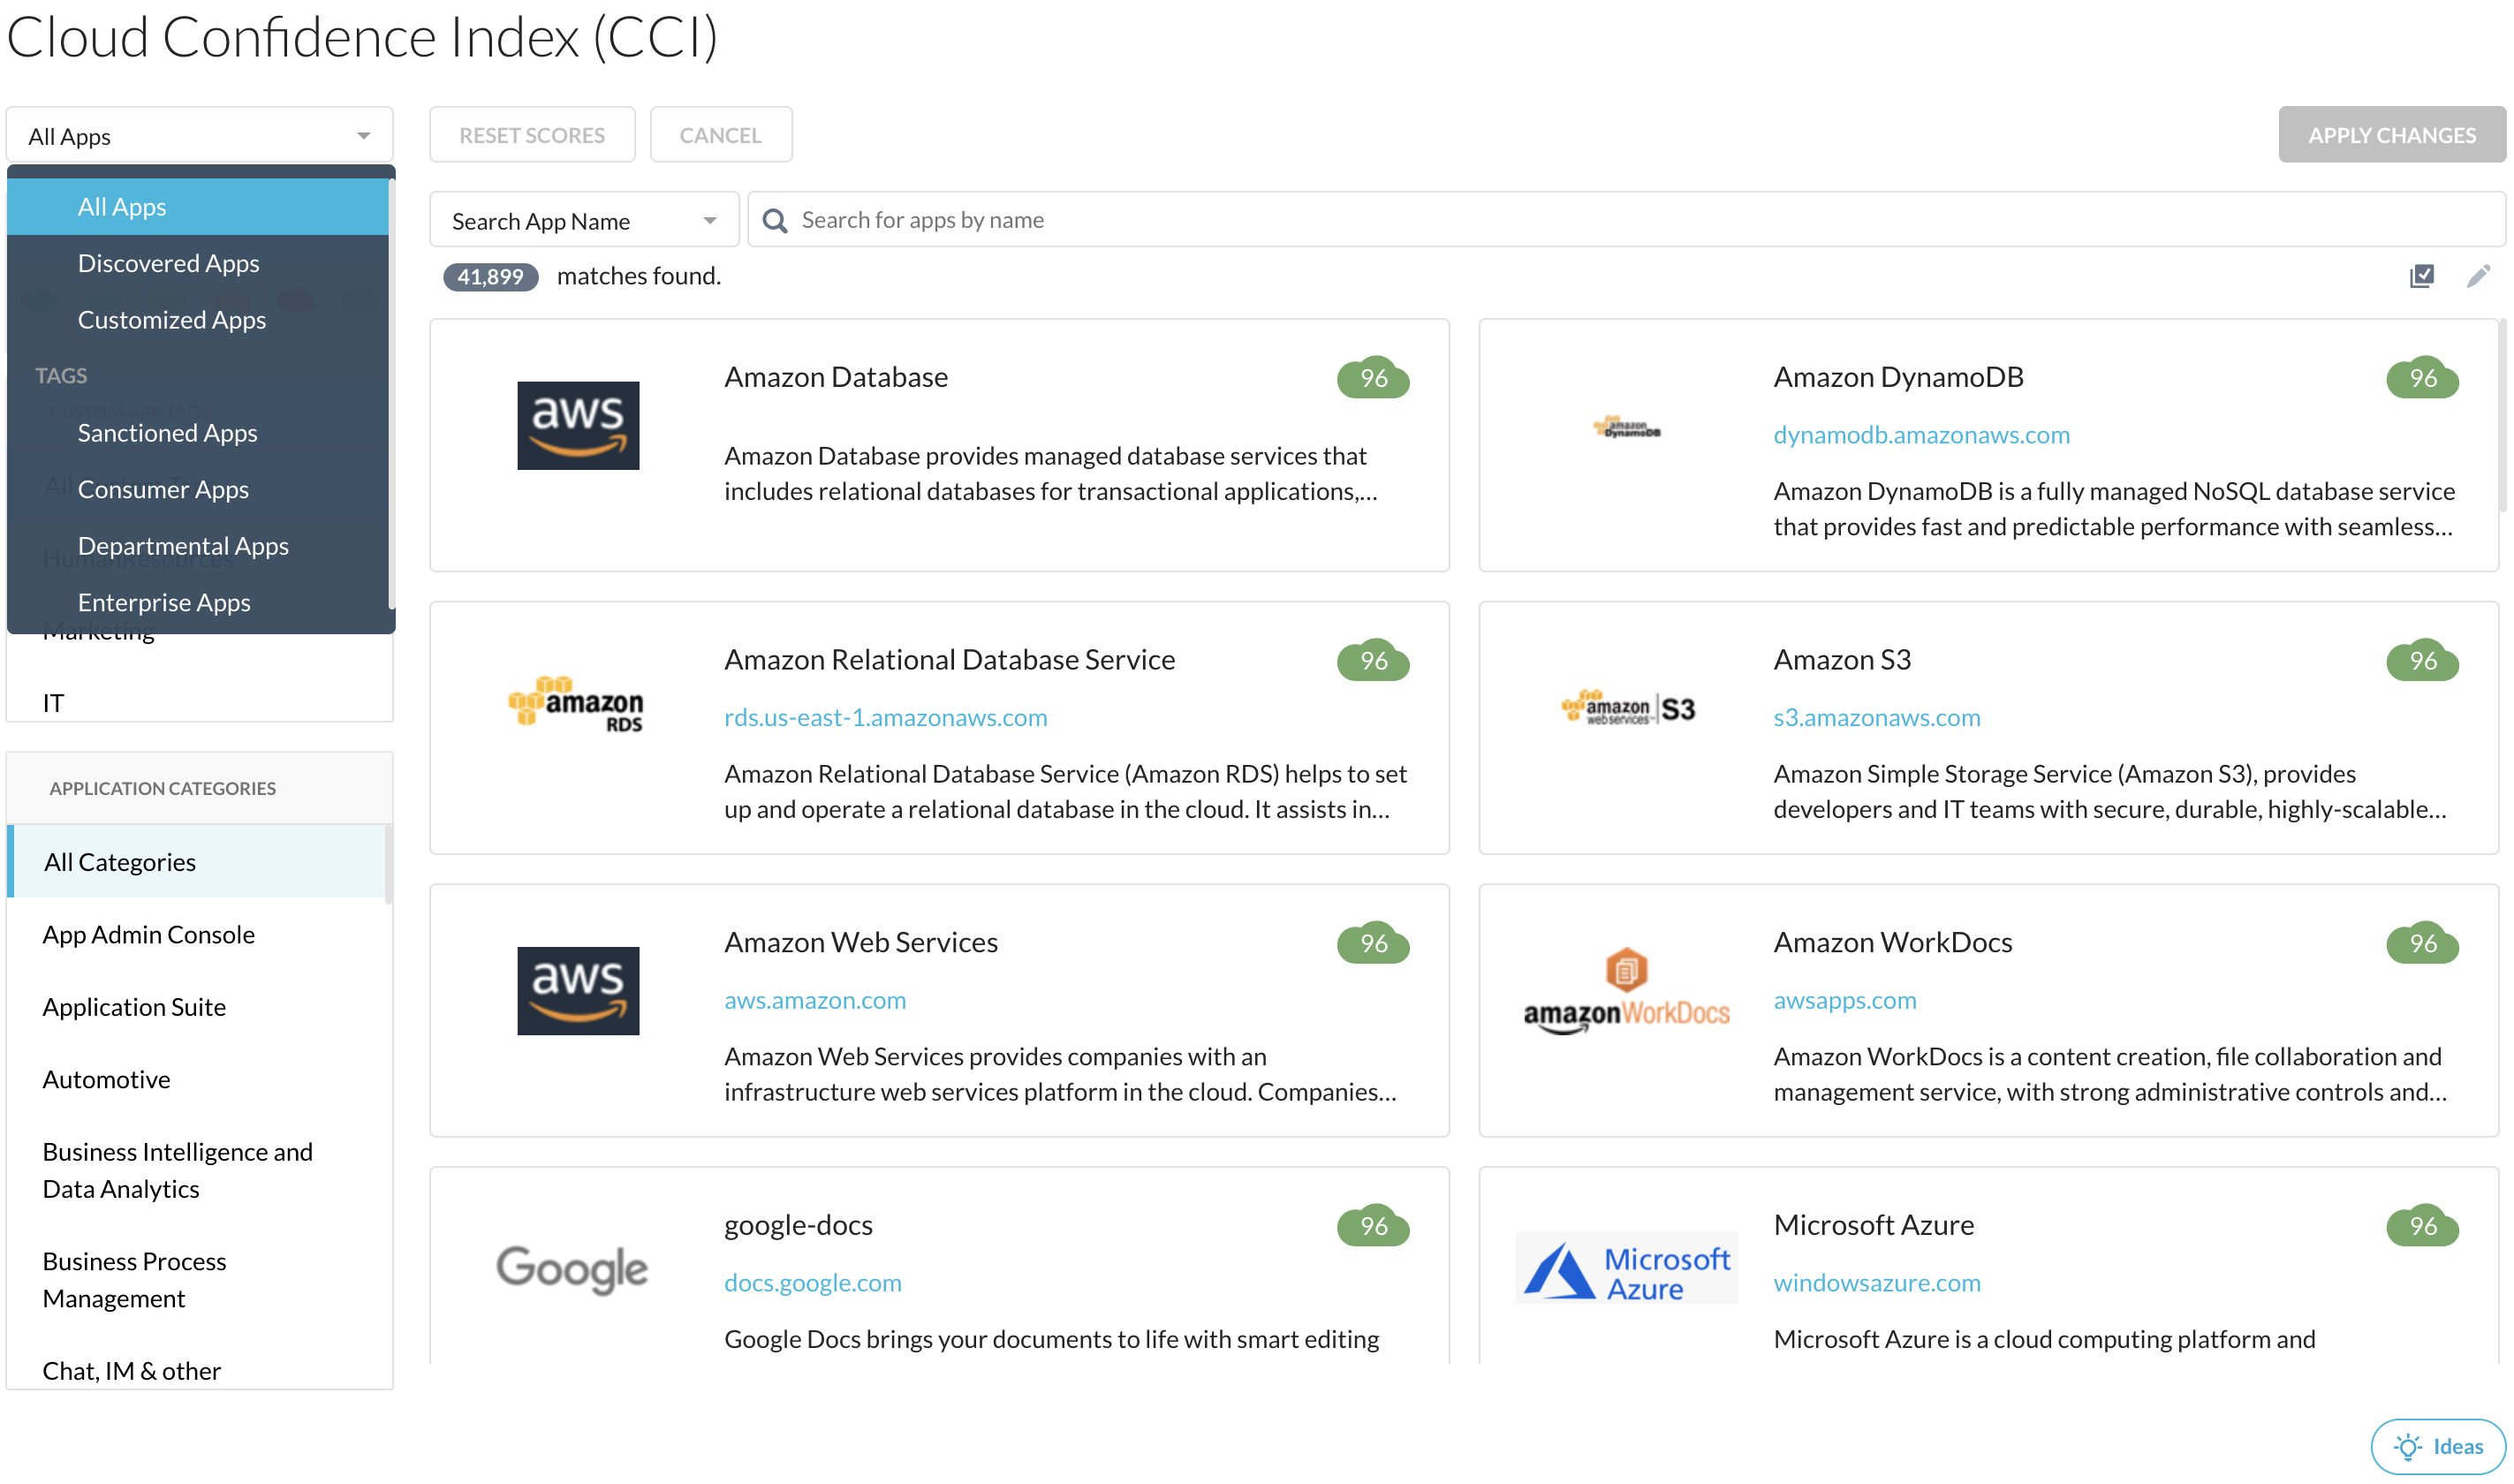 Cloud Confidence Index (CCI)
All Apps
RESET SCORES
CANCEL
APPLY CHANGES
All Apps
Discovered Apps
Customized Apps
TAGS
CUSTOM APP TAGS
Sanctioned Apps
Consumer Apps
Departmental Apps
HumanResources
Enterprise Apps
Marketing
IT
APPLICATION CATEGORIES
All Categories
App Admin Console
Application Suite
Automotive
Business Intelligence and
Data Analytics
Business Process
Management
Chat, IM & other
Search App Name
Search for apps by name
41,899 matches found.
aws
Amazon Database
96
Amazon Database provides managed database services that
includes relational databases for transactional applications,...
amazon
DynamoDB
Amazon DynamoDB
96
dynamodb.amazonaws.com
Amazon DynamoDB is a fully managed NoSQL database service
that provides fast and predictable performance with seamless...
amazon
RDS
Amazon Relational Database Service
96
rds.us-east-1.amazonaws.com
Amazon Relational Database Service (Amazon RDS) helps to set
up and operate a relational database in the cloud. It assists in...
amazon
webservices™
S3
Amazon S3
96
s3.amazonaws.com
Amazon Simple Storage Service (Amazon S3), provides
developers and IT teams with secure, durable, highly-scalable...
aws
Amazon Web Services
96
aws.amazon.com
Amazon Web Services provides companies with an
infrastructure web services platform in the cloud. Companies...
amazonWorkDocs
Amazon WorkDocs
96
awsapps.com
Amazon WorkDocs is a content creation, file collaboration and
management service, with strong administrative controls and...
Google
google-docs
96
docs.google.com
Google Docs brings your documents to life with smart editing
Microsoft
Azure
Microsoft Azure
96
windowsazure.com
Microsoft Azure is a cloud computing platform and
Ideas